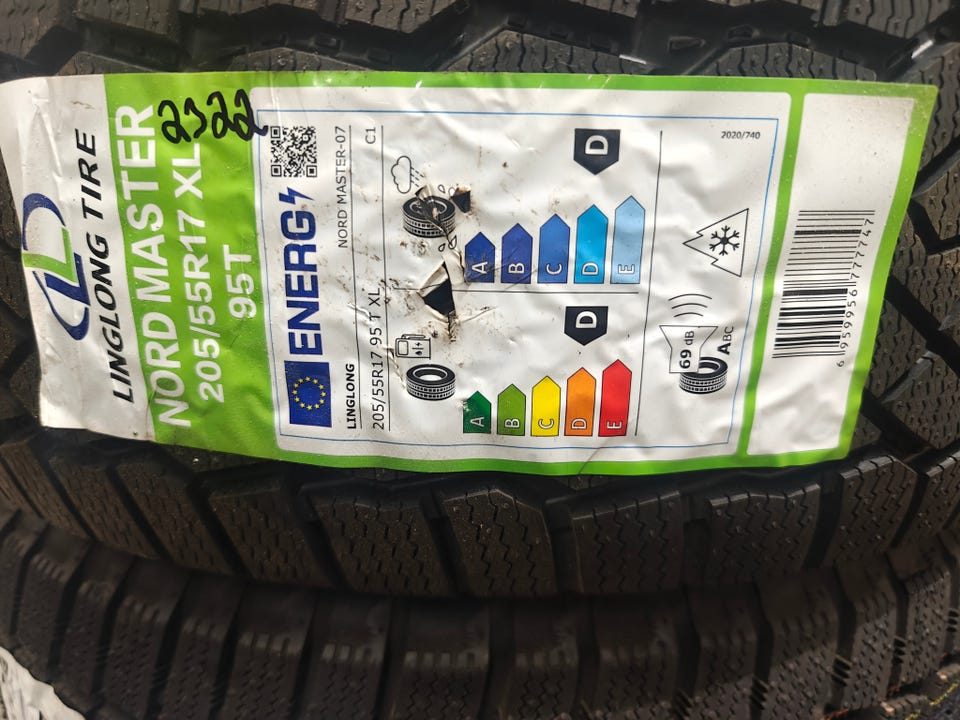 LINGLONG TIRE
NORD MASTER
205/55R17 XL
95T
2322
ENERG
NORD MASTER-07
LINGLONG
205/55R17 95 T XL
C1
D
A
B
C
D
E
D
A
B
C
D
E
69 dB
ABC
2020/740
6959956777747